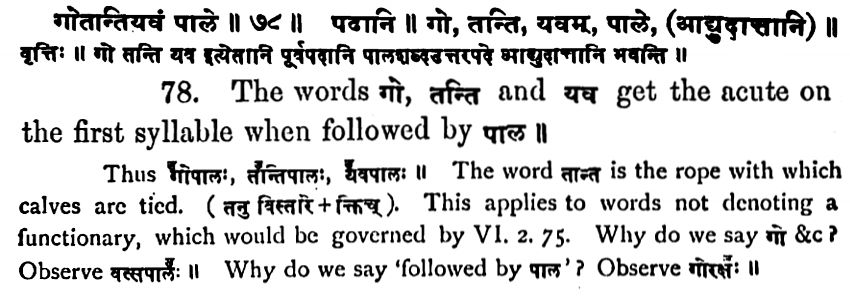 गोतन्तियवं पाले ॥ ७८ ॥ पदानि ॥ गो, तन्ति, यवम्, पाले, (आद्युदात्तानि) ॥
वृत्तिः ॥ गो तन्ति यव इत्येतानि पूर्वपदानि पालशब्दउत्तरपदे आद्युदात्तानि भवन्ति ॥
78. The words गो, तन्ति and यव get the acute on
the first syllable when followed by पाल ॥
Thus गो॑पालः, त॑न्तिपालः, य॑वपालः ॥ The word तान्त is the rope with which
calves are tied. (तनु विस्तारे + क्तिच्). This applies to words not denoting a
functionary, which would be governed by VI. 2. 75. Why do we say गो &c?
Observe वत्सपालः॑ ॥ Why do we say 'followed by पाल'? Observe गोरक्षः॑ ॥